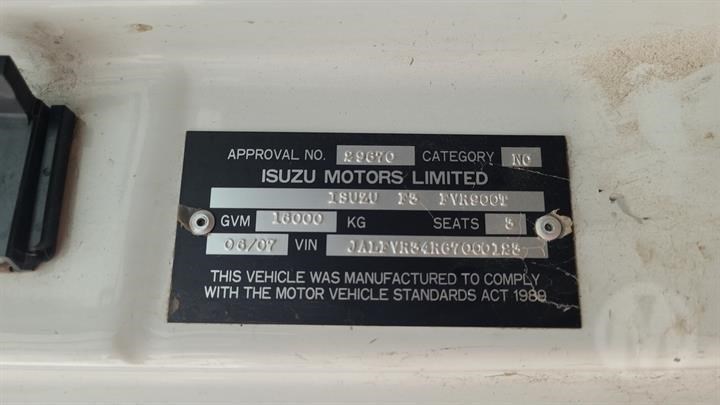 APPROVAL NO. 29670 CATEGORY NC
ISUZU MOTORS LIMITED
ISUZU F3 FVR900T
GVM 16000 KG SEATS 3
06/07 VIN JALFVR34R67000123
THIS VEHICLE WAS MANUFACTURED TO COMPLY
WITH THE MOTOR VEHICLE STANDARDS ACT 1989